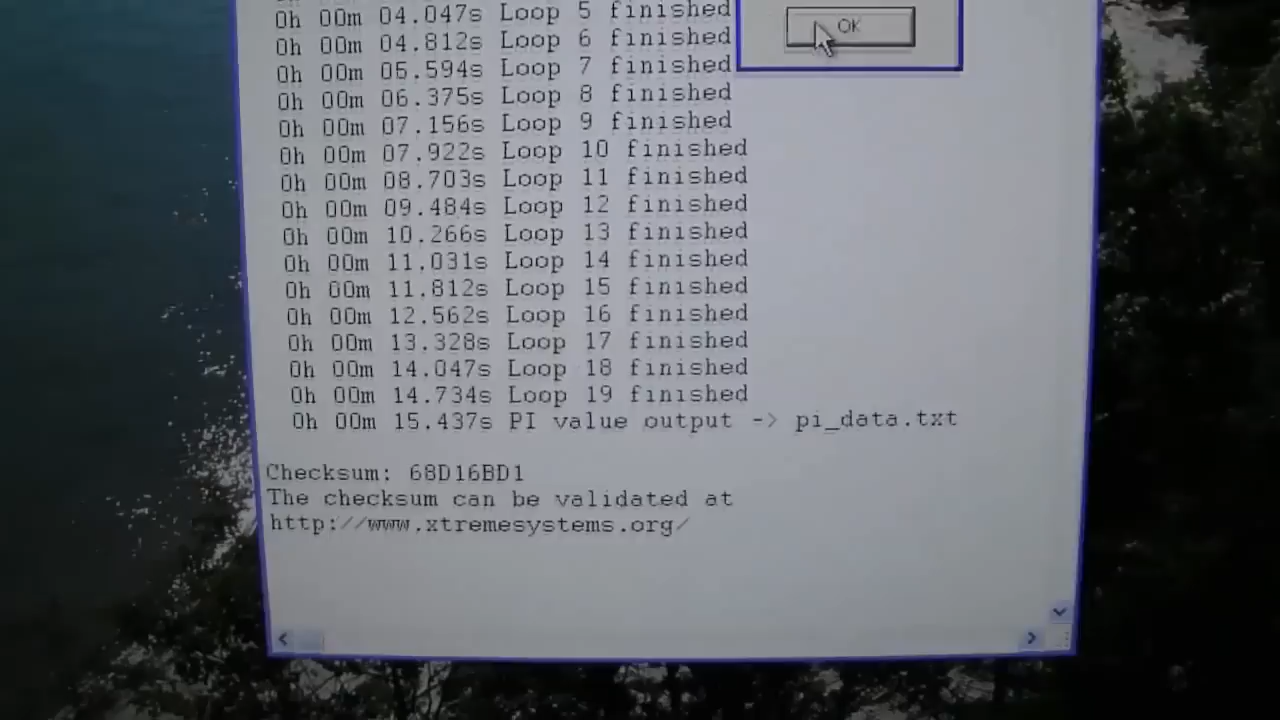 0h 00m 04.047s Loop 5 finished
OK
0h 00m 04.812s Loop 6 finished
0h 00m 05.594s Loop 7 finished
0h 00m 06.375s Loop 8 finished
0h 00m 07.156s Loop 9 finished
0h 00m 07.922s Loop 10 finished
0h 00m 08.703s Loop 11 finished
0h 00m 09.484s Loop 12 finished
0h 00m 10.266s Loop 13 finished
0h 00m 11.031s Loop 14 finished
0h 00m 11.812s Loop 15 finished
0h 00m 12.562s Loop 16 finished
0h 00m 13.328s Loop 17 finished
0h 00m 14.047s Loop 18 finished
0h 00m 14.734s Loop 19 finished
0h 00m 15.437s PI value output -> pi_data.txt
Checksum: 68D16BD1
The checksum can be validated at
http://www.xtremesystems.org/